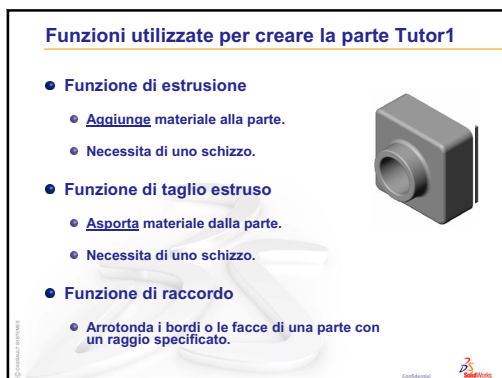 Funzioni utilizzate per creare la parte Tutor1
Funzione di estrusione
Aggiunge materiale alla parte.
Necessita di uno schizzo.
Funzione di taglio estruso
Asporta materiale dalla parte.
Necessita di uno schizzo.
Funzione di raccordo
Arrotonda i bordi o le facce di una parte con
un raggio specificato.
© DASSAULT SYSTEMES
Confidential
SolidWorks